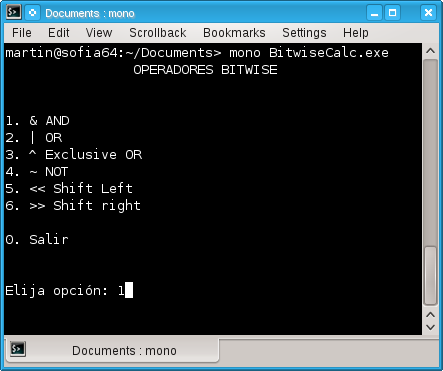 Documents : mono
File Edit View Scrollback Bookmarks Settings Help
martin@sofia64:~/Documents> mono BitwiseCalc.exe
OPERADORES BITWISE
1. & AND
2. | OR
3. ^ Exclusive OR
4. ~ NOT
5. << Shift Left
6. >> Shift right
0. Salir
Elija opción: 1
Documents : mono